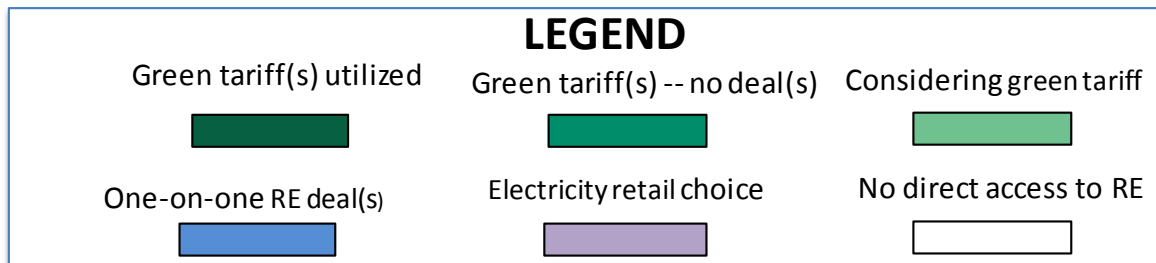 LEGEND
Green tariff(s) utilized
Green tariff(s) -- no deal(s)
Considering green tariff
One-on-one RE deal(s)
Electricity retail choice
No direct access to RE